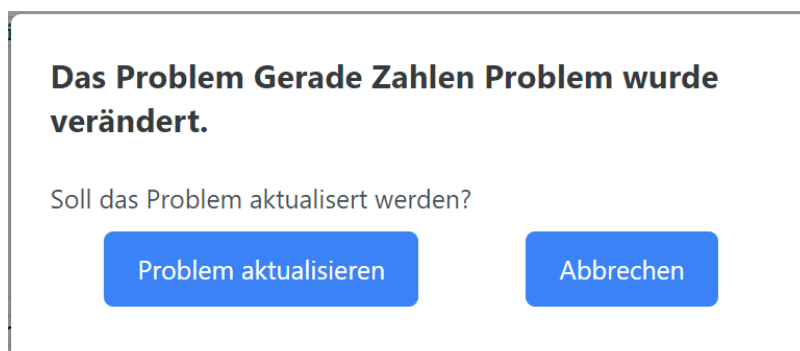 Das Problem Gerade Zahlen Problem wurde
verändert.
Soll das Problem aktualisert werden?
Problem aktualisieren
Abbrechen